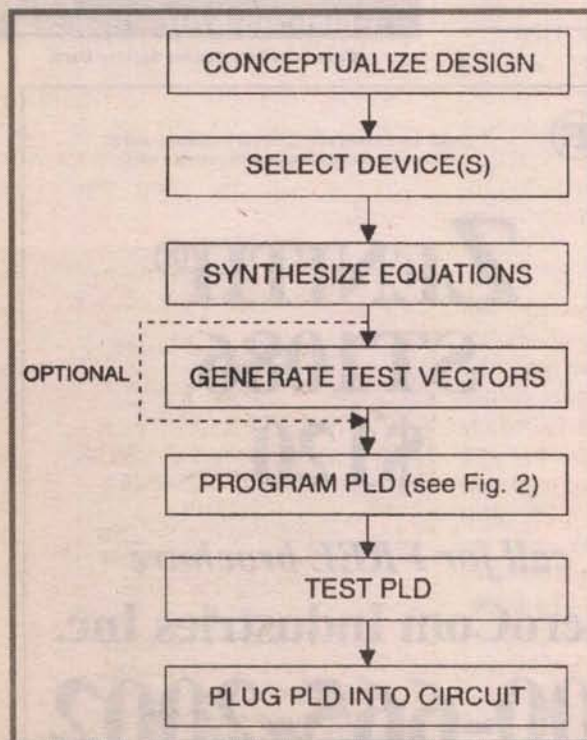 CONCEPTUALIZE DESIGN
SELECT DEVICE(S)
SYNTHESIZE EQUATIONS
OPTIONAL
GENERATE TEST VECTORS
PROGRAM PLD (see Fig. 2)
TEST PLD
PLUG PLD INTO CIRCUIT